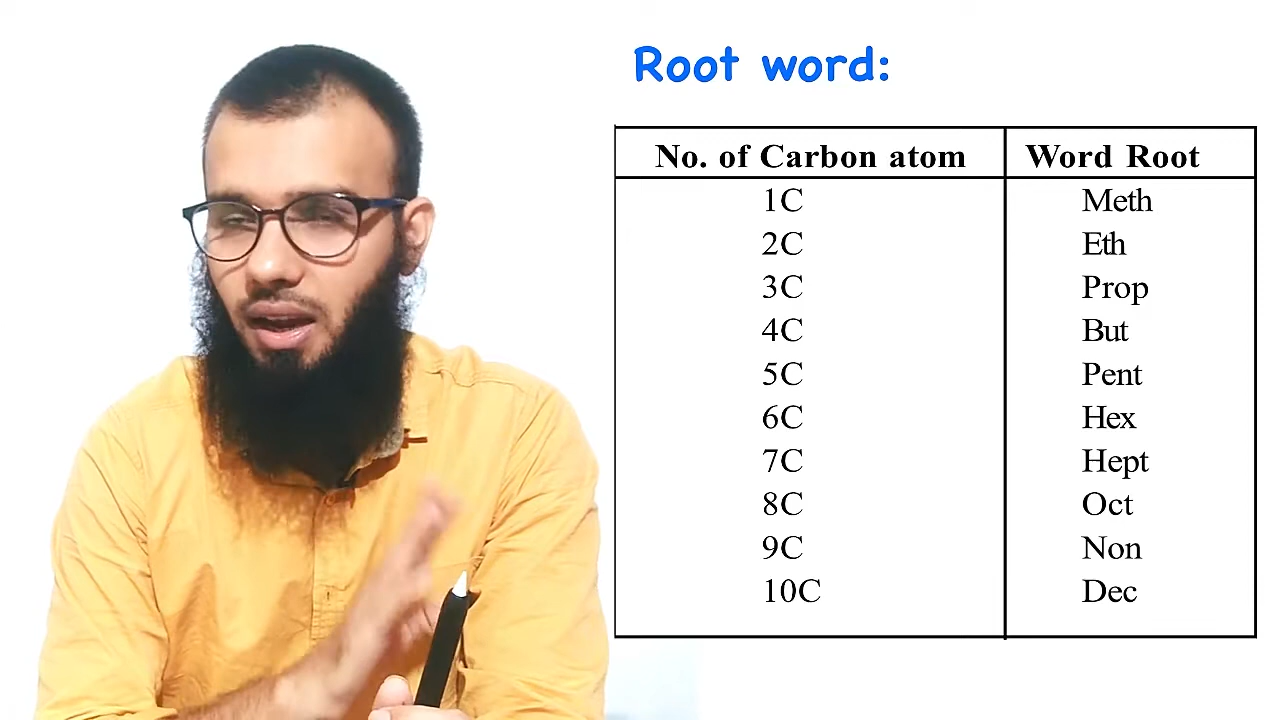 Root word:
No. of Carbon atom Word Root
1C Meth
2C Eth
3C Prop
4C But
5C Pent
6C Hex
7C Hept
8C Oct
9C Non
10C Dec